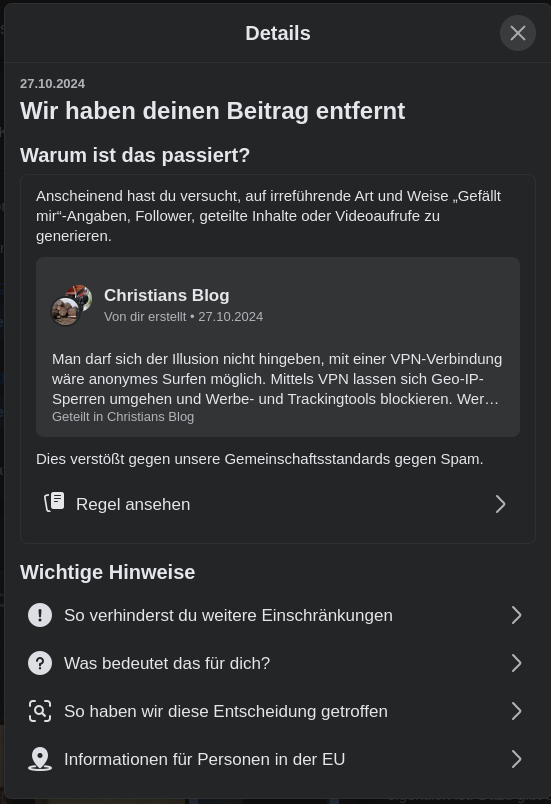 Details
27.10.2024
Wir haben deinen Beitrag entfernt
Warum ist das passiert?
Anscheinend hast du versucht, auf irreführende Art und Weise „Gefällt
mir“-Angaben, Follower, geteilte Inhalte oder Videoaufrufe zu
generieren.
Christians Blog
Von dir erstellt • 27.10.2024
Man darf sich der Illusion nicht hingeben, mit einer VPN-Verbindung
wäre anonymes Surfen möglich. Mittels VPN lassen sich Geo-IP-
Sperren umgehen und Werbe- und Trackingtools blockieren. Wer…
Geteilt in Christians Blog
Dies verstößt gegen unsere Gemeinschaftsstandards gegen Spam.
Regel ansehen
Wichtige Hinweise
So verhinderst du weitere Einschränkungen
Was bedeutet das für dich?
So haben wir diese Entscheidung getroffen
Informationen für Personen in der EU